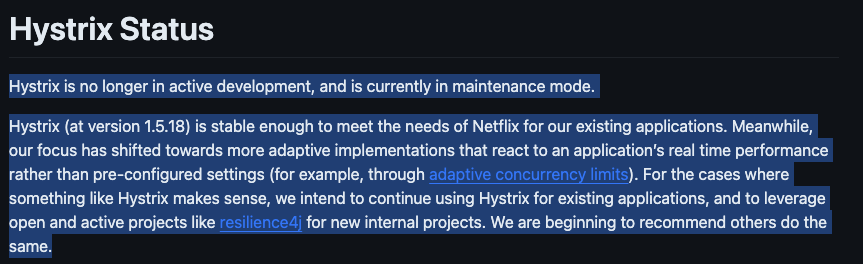 Hystrix Status
Hystrix is no longer in active development, and is currently in maintenance mode.
Hystrix (at version 1.5.18) is stable enough to meet the needs of Netflix for our existing applications. Meanwhile,
our focus has shifted towards more adaptive implementations that react to an application’s real time performance
rather than pre-configured settings (for example, through adaptive concurrency limits). For the cases where
something like Hystrix makes sense, we intend to continue using Hystrix for existing applications, and to leverage
open and active projects like resilience4j for new internal projects. We are beginning to recommend others do the
same.